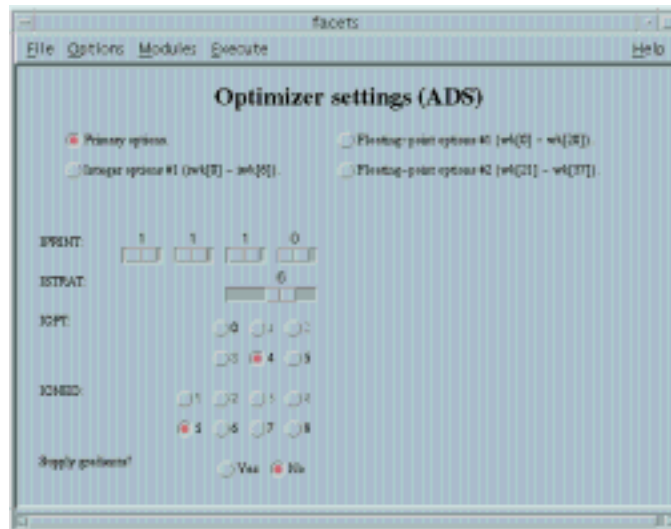 facets
File Options Modules Execute Help
Optimizer settings (ADS)
Primary options. Floating-point options #1 (wk[0] - wk[20]).
Integer options #1 (iwk[0] - iwk[6]). Floating-point options #2 (wk[21] - wk[37]).
IPRINT: 1 1 1 0
ISTRAT: 6
IOPT: 0 1 2
3 4 5
IONED: 1 2 3 4
5 6 7 8
Supply gradients? Yes No